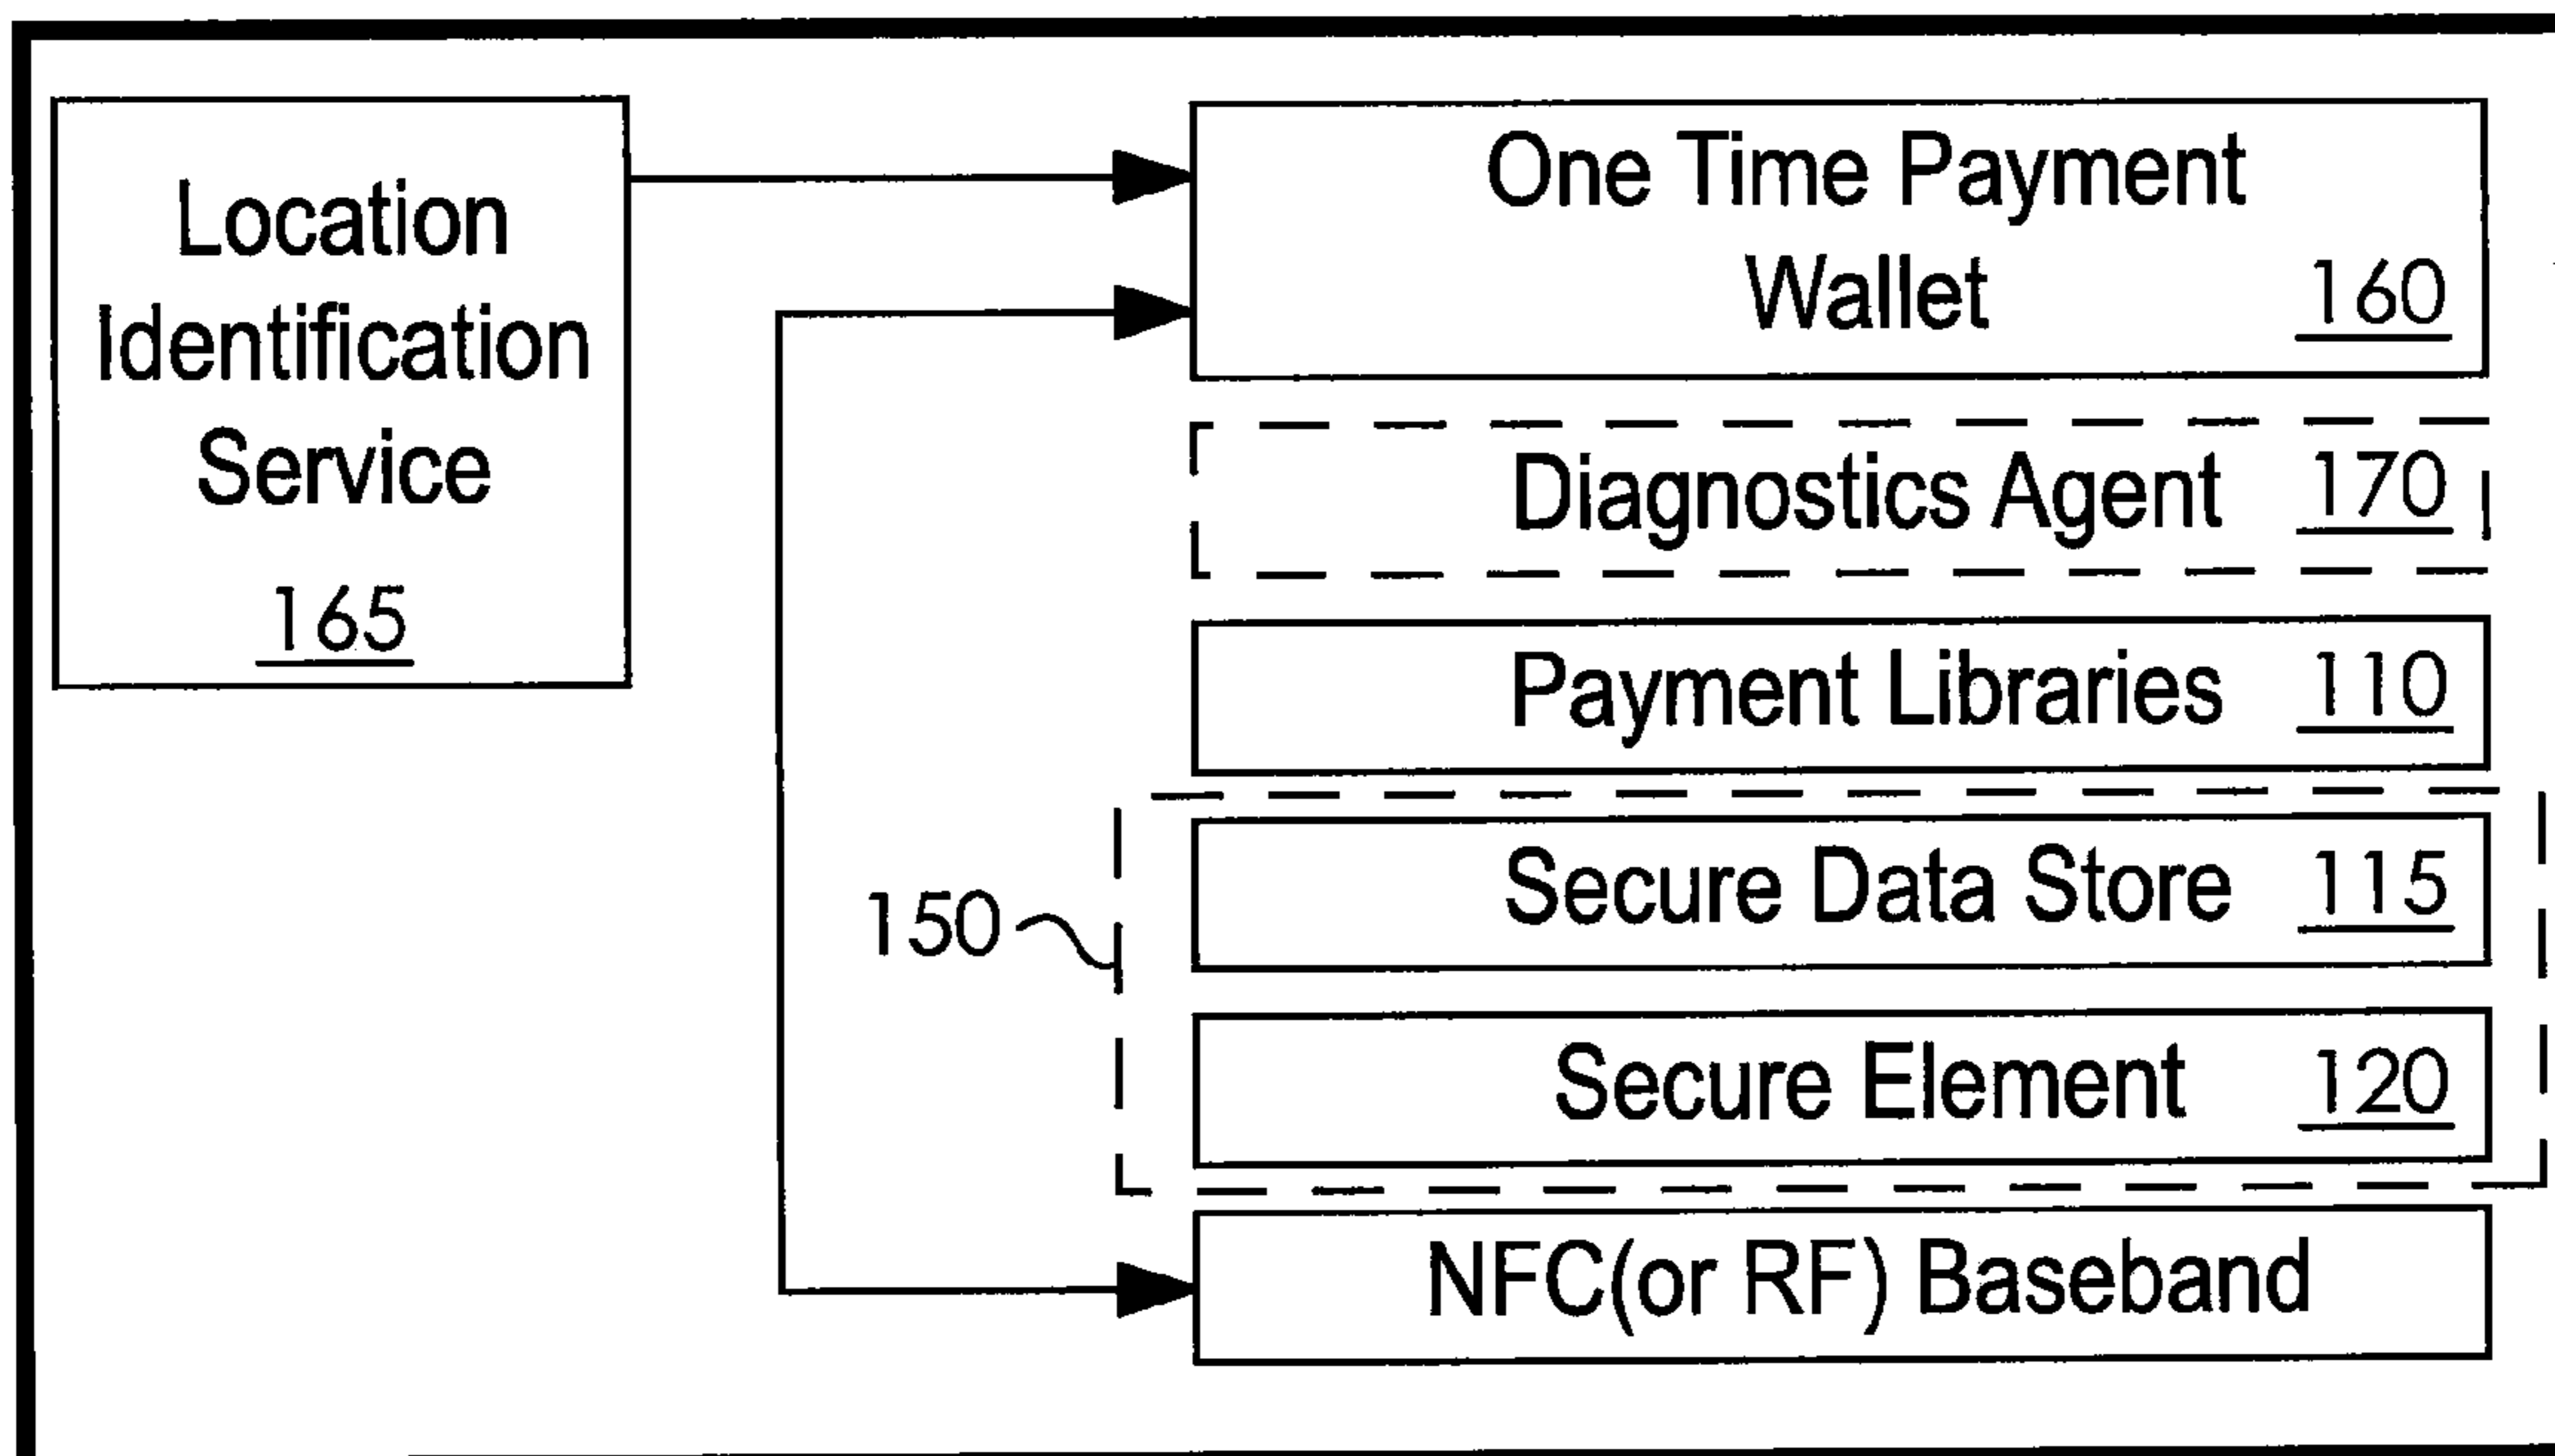 Location
Identification
Service
165
One Time Payment
Wallet 160
Diagnostics Agent 170
Payment Libraries 110
150
Secure Data Store 115
Secure Element 120
NFC(or RF) Baseband